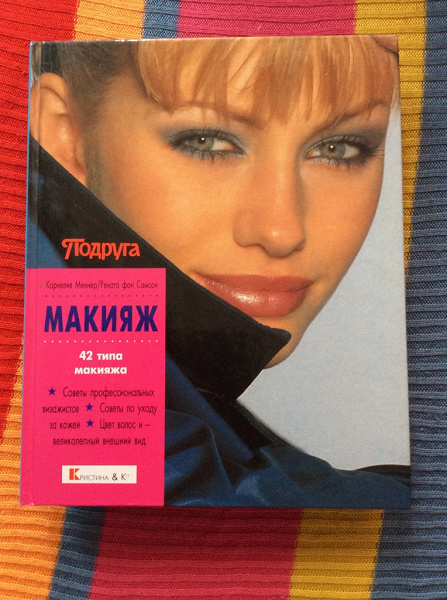 Подруга
Корнелия Меннер/Рената фон Самсон
МАКИЯЖ
42 типа
макияжа
★ Советы профессиональных
визажистов ★ Советы по уходу
за кожей ★ Цвет волос и –
великолепный внешний вид
КРИСТИНА & К°